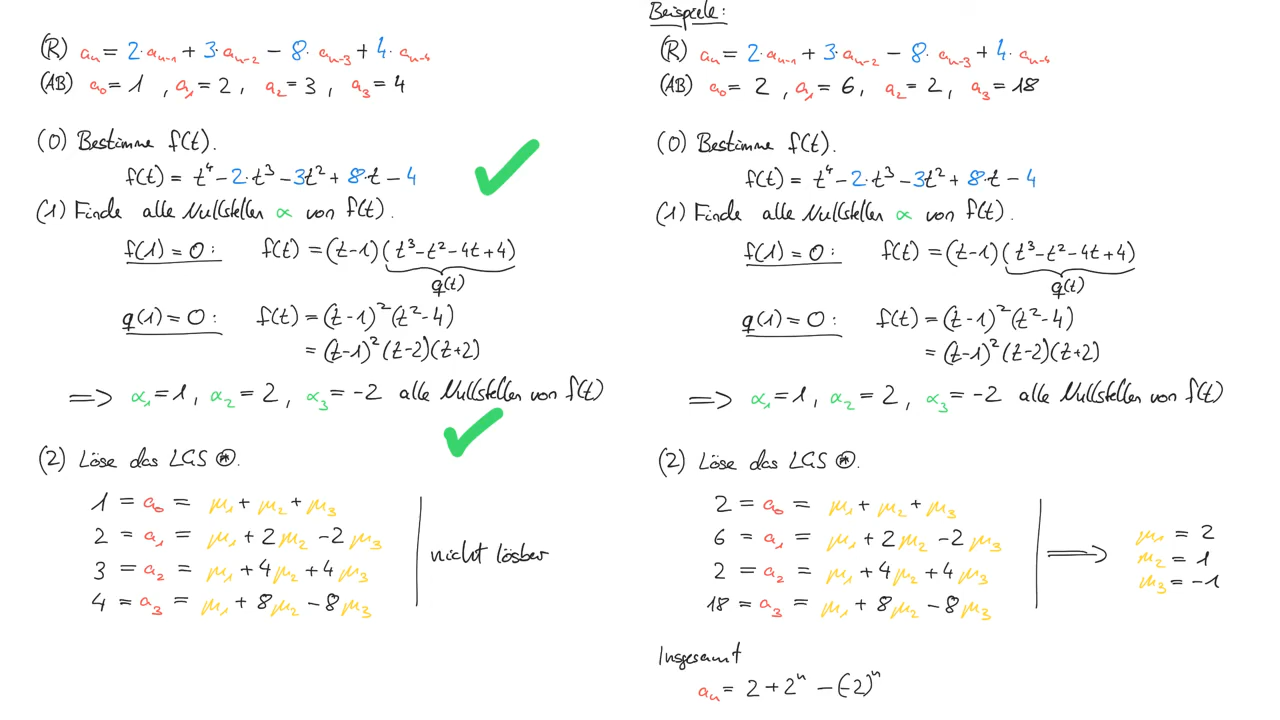 (R) aₙ = 2·aₙ₋₁ + 3·aₙ₋₂ − 8·aₙ₋₃ + 4·aₙ₋₄
(AB) a₀ = 1 , a₁ = 2 , a₂ = 3 , a₃ = 4
(0) Bestimme f(t).
f(t) = t⁴ − 2·t³ − 3t² + 8·t − 4
(1) Finde alle Nullstellen α von f(t).
f(1) = 0 : f(t) = (t−1)(t³−t²−4t+4)
q(t)
q(1) = 0 : f(t) = (t−1)²(t²−4)
= (t−1)²(t−2)(t+2)
⟹ α₁ = 1 , α₂ = 2 , α₃ = −2 alle Nullstellen von f(t)
(2) Löse das LGS ⊛.
1 = a₀ = μ₁ + μ₂ + μ₃
2 = a₁ = μ₁ + 2μ₂ − 2μ₃
3 = a₂ = μ₁ + 4μ₂ + 4μ₃
4 = a₃ = μ₁ + 8μ₂ − 8μ₃
nicht lösbar
Beispiele:
(R) aₙ = 2·aₙ₋₁ + 3·aₙ₋₂ − 8·aₙ₋₃ + 4·aₙ₋₄
(AB) a₀ = 2 , a₁ = 6 , a₂ = 2 , a₃ = 18
(0) Bestimme f(t).
f(t) = t⁴ − 2·t³ − 3t² + 8·t − 4
(1) Finde alle Nullstellen α von f(t).
f(1) = 0 : f(t) = (t−1)(t³−t²−4t+4)
q(t)
q(1) = 0 : f(t) = (t−1)²(t²−4)
= (t−1)²(t−2)(t+2)
⟹ α₁ = 1 , α₂ = 2 , α₃ = −2 alle Nullstellen von f(t)
(2) Löse das LGS ⊛.
2 = a₀ = μ₁ + μ₂ + μ₃
6 = a₁ = μ₁ + 2μ₂ − 2μ₃
2 = a₂ = μ₁ + 4μ₂ + 4μ₃
18 = a₃ = μ₁ + 8μ₂ − 8μ₃
⟹ μ₁ = 2
μ₂ = 1
μ₃ = −1
Insgesamt
aₙ = 2 + 2ⁿ − (−2)ⁿ